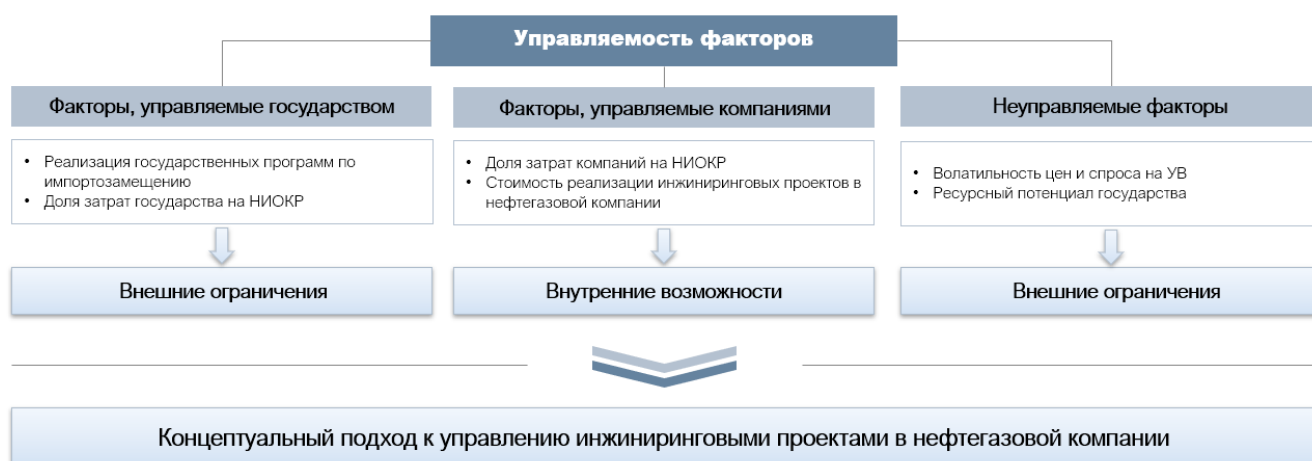 Управляемость факторов
Факторы, управляемые государством
• Реализация государственных программ по
импортозамещению
• Доля затрат государства на НИОКР
Внешние ограничения
Факторы, управляемые компаниями
• Доля затрат компаний на НИОКР
• Стоимость реализации инжиниринговых проектов в
нефтегазовой компании
Внутренние возможности
Неуправляемые факторы
• Волатильность цен и спроса на УВ
• Ресурсный потенциал государства
Внешние ограничения
Концептуальный подход к управлению инжиниринговыми проектами в нефтегазовой компании